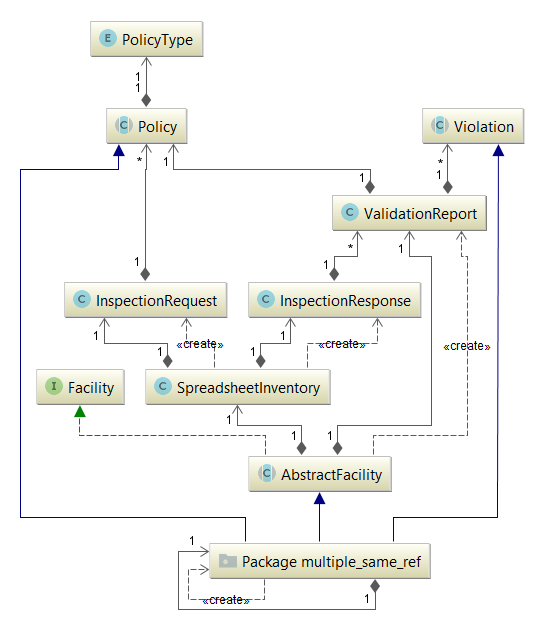 E PolicyType
1
1
C Policy
C Violation
* 1 1 * 1
C ValidationReport
1 * 1
C InspectionRequest
C InspectionResponse
1 «create» 1 1 «create» «create»
I Facility
C SpreadsheetInventory
1
1 1
C AbstractFacility
1
Package multiple_same_ref
«create» 1